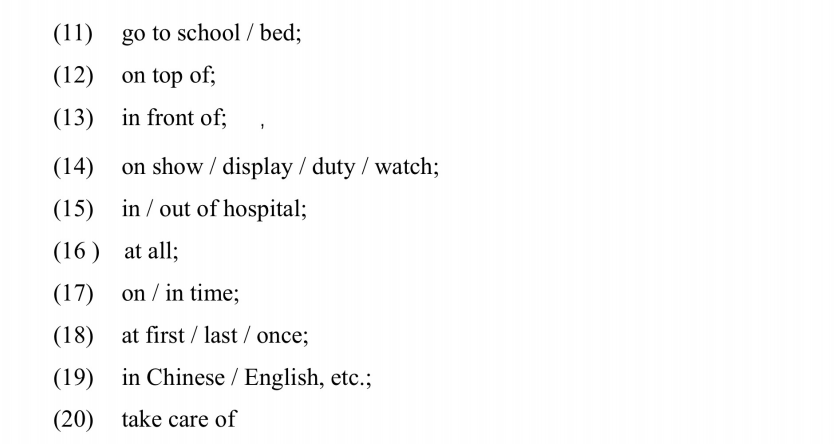 (11) go to school / bed;
(12) on top of;
(13) in front of; ,
(14) on show / display / duty / watch;
(15) in / out of hospital;
(16 ) at all;
(17) on / in time;
(18) at first / last / once;
(19) in Chinese / English, etc.;
(20) take care of